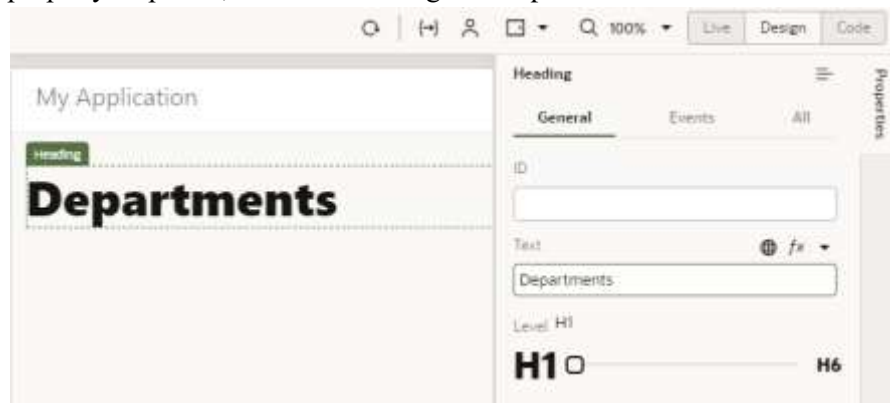 100%
Live
Design
Code
My Application
Heading
Properties
General
Events
All
Heading
Departments
ID
Text
fx
Departments
Level H1
H1
H6